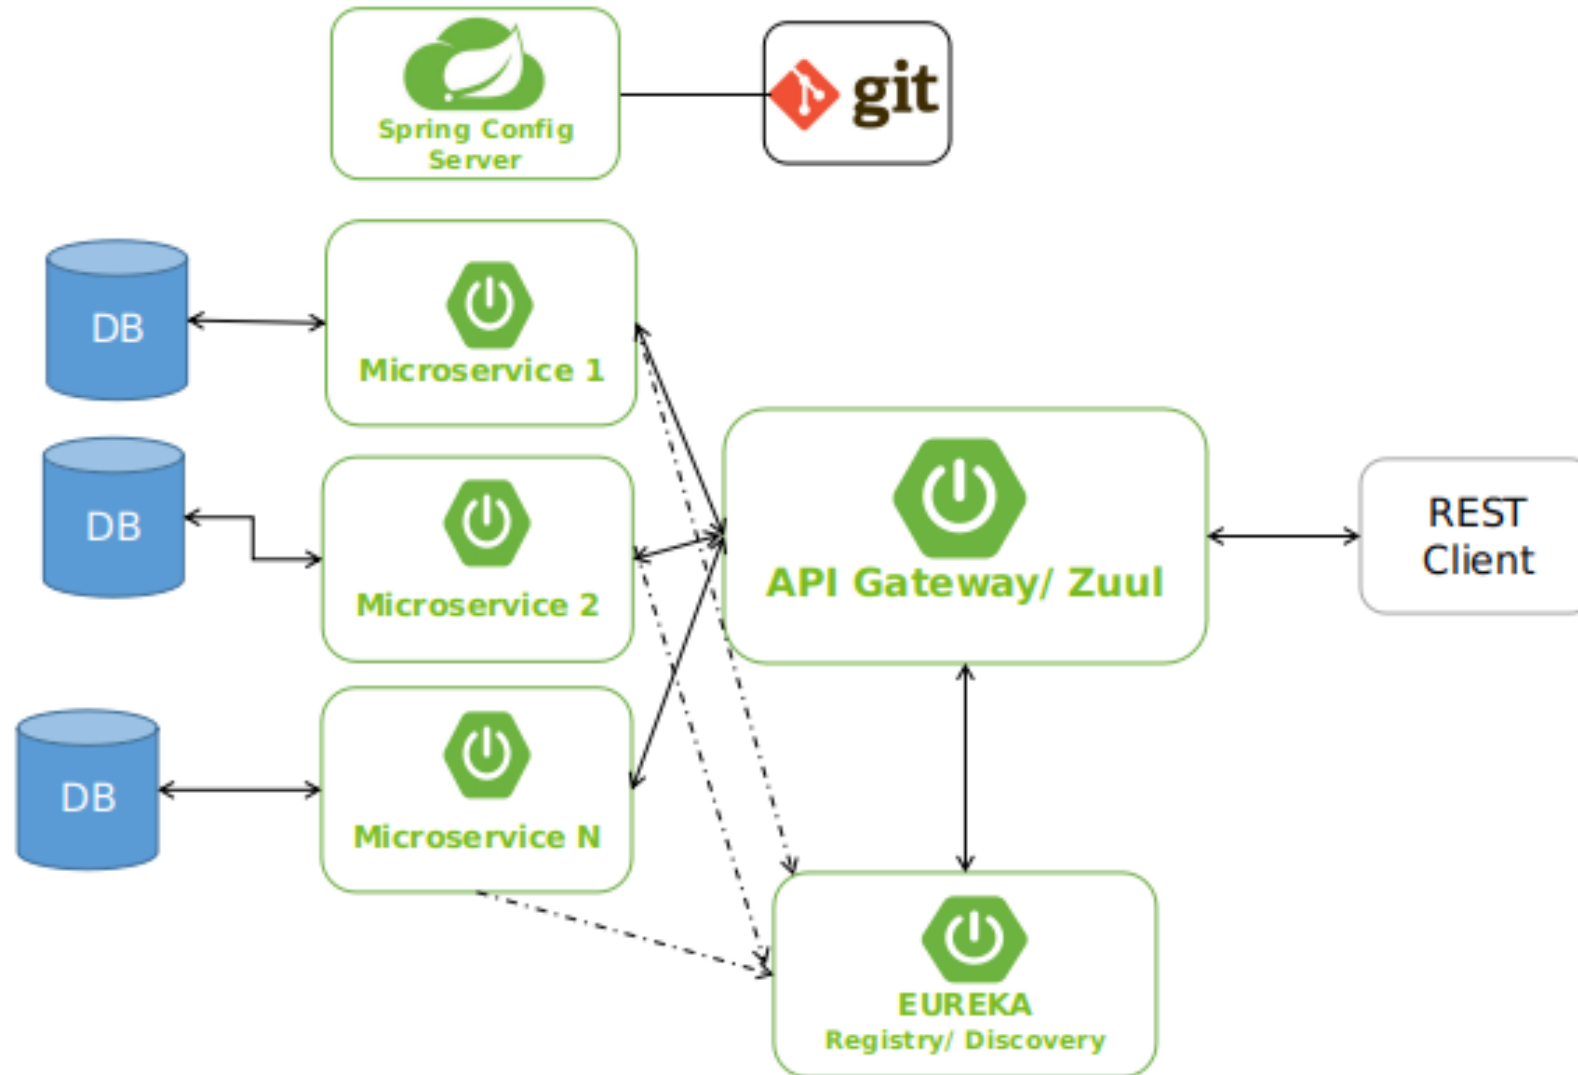 Spring Config
Server
git
DB
Microservice 1
DB
Microservice 2
API Gateway/ Zuul
REST
Client
DB
Microservice N
EUREKA
Registry/ Discovery